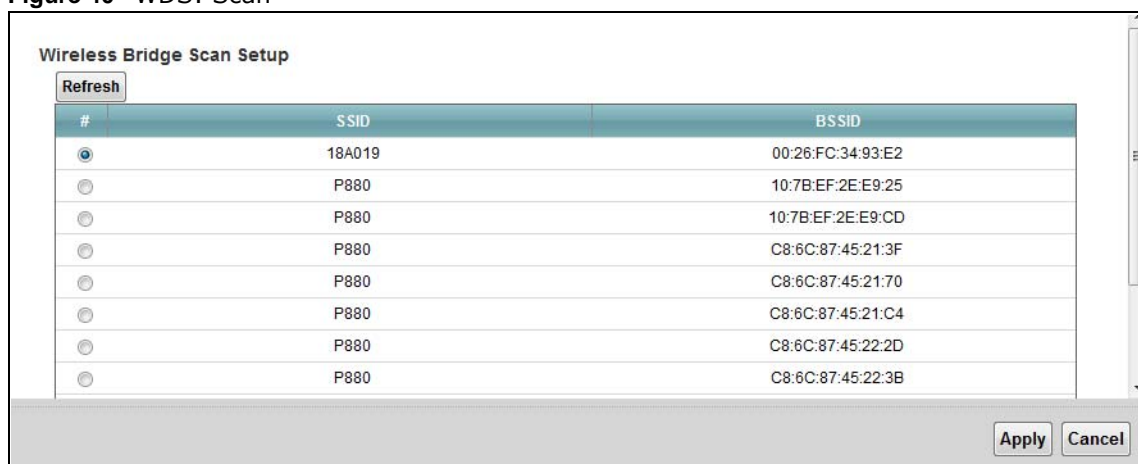 Wireless Bridge Scan Setup
Refresh
# SSID BSSID
18A019 00:26:FC:34:93:E2
P880 10:7B:EF:2E:E9:25
P880 10:7B:EF:2E:E9:CD
P880 C8:6C:87:45:21:3F
P880 C8:6C:87:45:21:70
P880 C8:6C:87:45:21:C4
P880 C8:6C:87:45:22:2D
P880 C8:6C:87:45:22:3B
Apply Cancel